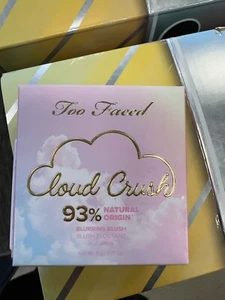 Too Faced
Cloud Crush
93% NATURAL
ORIGIN
BLURRING BLUSH